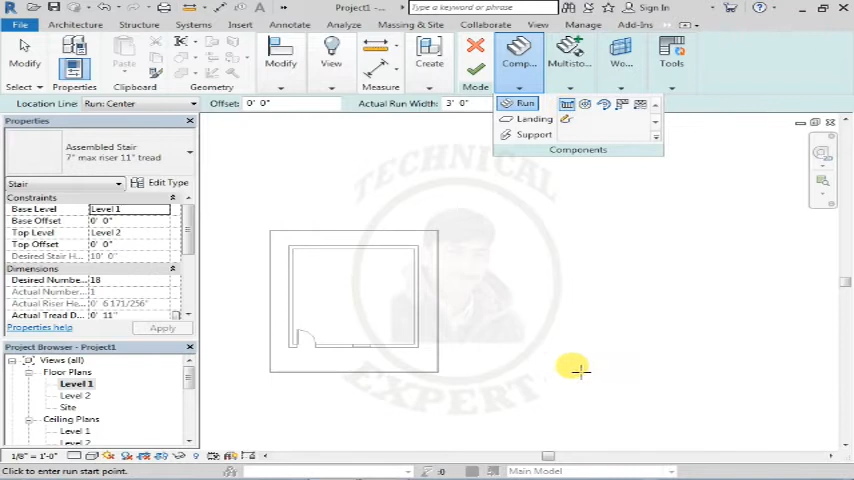 R Project1 - Type a keyword or phrase Sign In
File Architecture Structure Systems Insert Annotate Analyze Massing & Site Collaborate View Manage Add-Ins
Modify Properties Paste Modify View Create Comp... Multisto... Wo... Tools
Select Properties Clipboard Geometry Measure Mode
Location Line: Run: Center Offset: 0' 0" Actual Run Width: 3' 0" Run
Landing
Support
Components
Properties
Assembled Stair
7" max riser 11" tread
Stair Edit Type
Constraints
Base Level Level 1
Base Offset 0' 0"
Top Level Level 2
Top Offset 0' 0"
Desired Stair H... 10' 0"
Dimensions
Desired Numbe... 18
Actual Number... 1
Actual Riser He... 0' 6 171/256"
Actual Tread D... 0' 11"
Properties help Apply
Project Browser - Project1
Views (all)
Floor Plans
Level 1
Level 2
Site
Ceiling Plans
Level 1
Level 2
1/8" = 1'-0"
Click to enter run start point. :0 Main Model
TECHNICAL
EXPERT